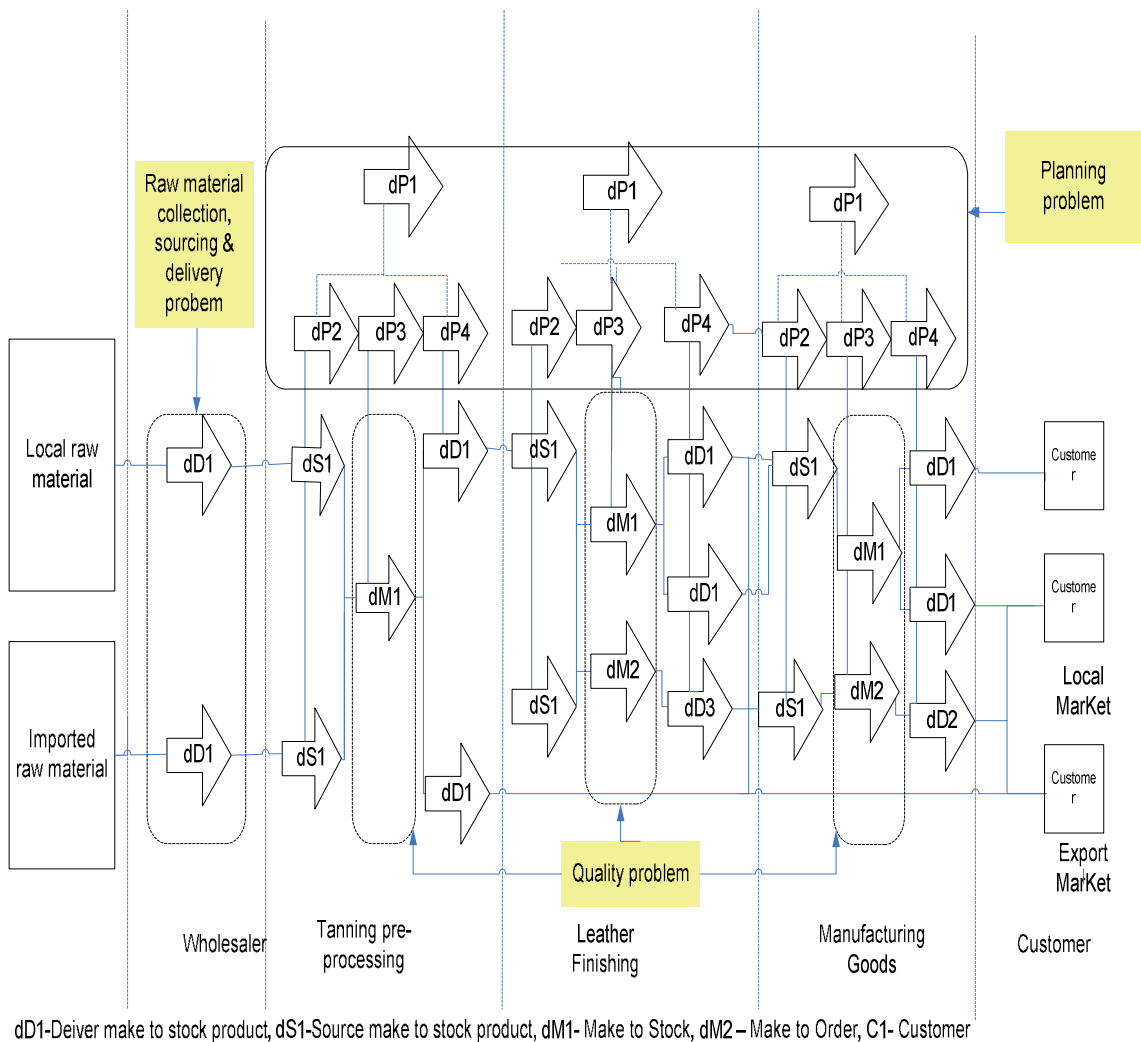 dP1
dP1
dP1
Raw material
collection,
sourcing &
delivery
probem
Planning
problem
dP2
dP3
dP4
dP2
dP3
dP4
dP2
dP3
dP4
Local raw
material
dD1
dS1
dD1
dS1
dD1
dS1
dD1
Custome
r
dM1
dM1
dM1
dD1
dD1
Custome
r
Local
MarKet
Imported
raw material
dD1
dS1
dS1
dM2
dD3
dS1
dM2
dD2
dD1
Custome
r
Export
MarKet
Quality problem
Wholesaler
Tanning pre-
processing
Leather
Finishing
Manufacturing
Goods
Customer
dD1-Deiver make to stock product, dS1-Source make to stock product, dM1- Make to Stock, dM2 – Make to Order, C1- Customer